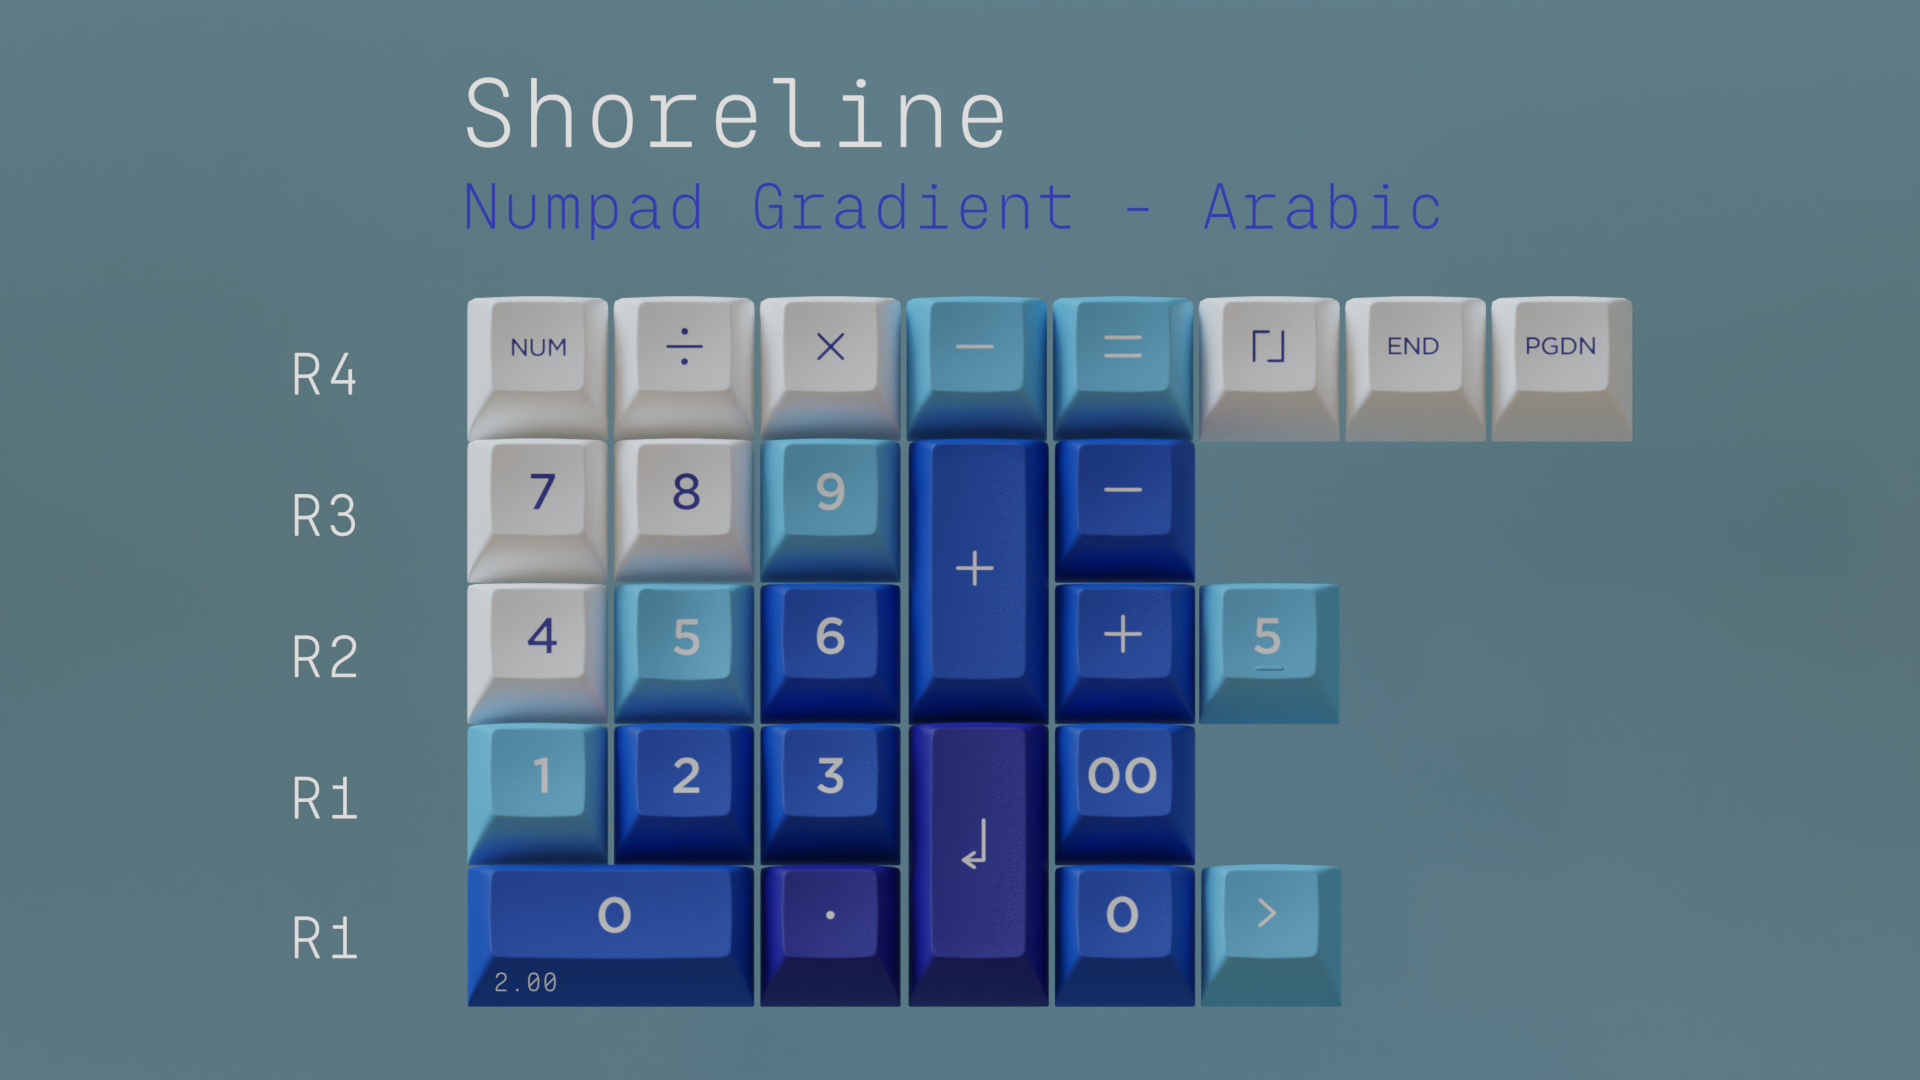 Shoreline
Numpad Gradient - Arabic
R4 NUM ÷ × − = END PGDN
R3 7 8 9 + −
R2 4 5 6 + 5
R1 1 2 3 00
R1 0 . 0 >
2.00